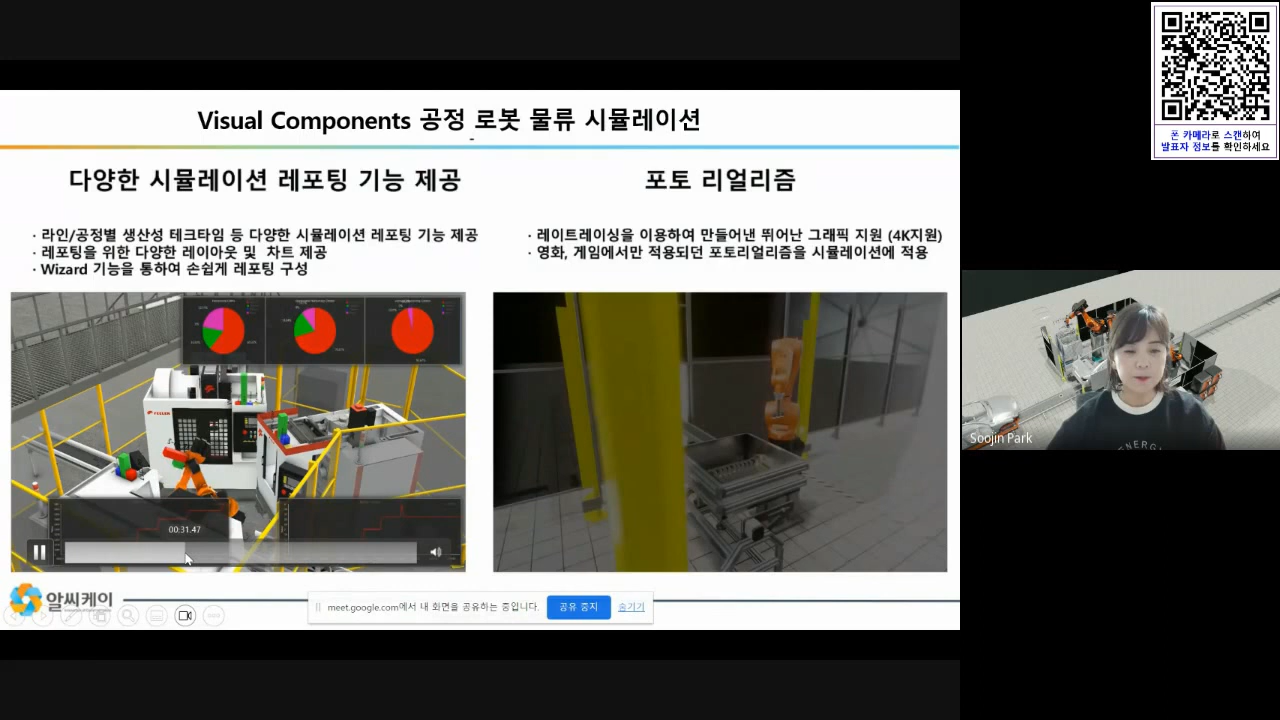 Visual Components 공정 로봇 물류 시뮬레이션
다양한 시뮬레이션 레포팅 기능 제공
· 라인/공정별 생산성 테크타임 등 다양한 시뮬레이션 레포팅 기능 제공
· 레포팅을 위한 다양한 레이아웃 및 차트 제공
· Wizard 기능을 통하여 손쉽게 레포팅 구성
포토 리얼리즘
· 레이트레이싱을 이용하여 만들어낸 뛰어난 그래픽 지원 (4K지원)
· 영화, 게임에서만 적용되던 포토리얼리즘을 시뮬레이션에 적용
00:31.47
알씨케이
meet.google.com에서 내 화면을 공유하는 중입니다.
공유 중지
숨기기
폰 카메라로 스캔하여
발표자 정보를 확인하세요
Soojin Park
ENERG